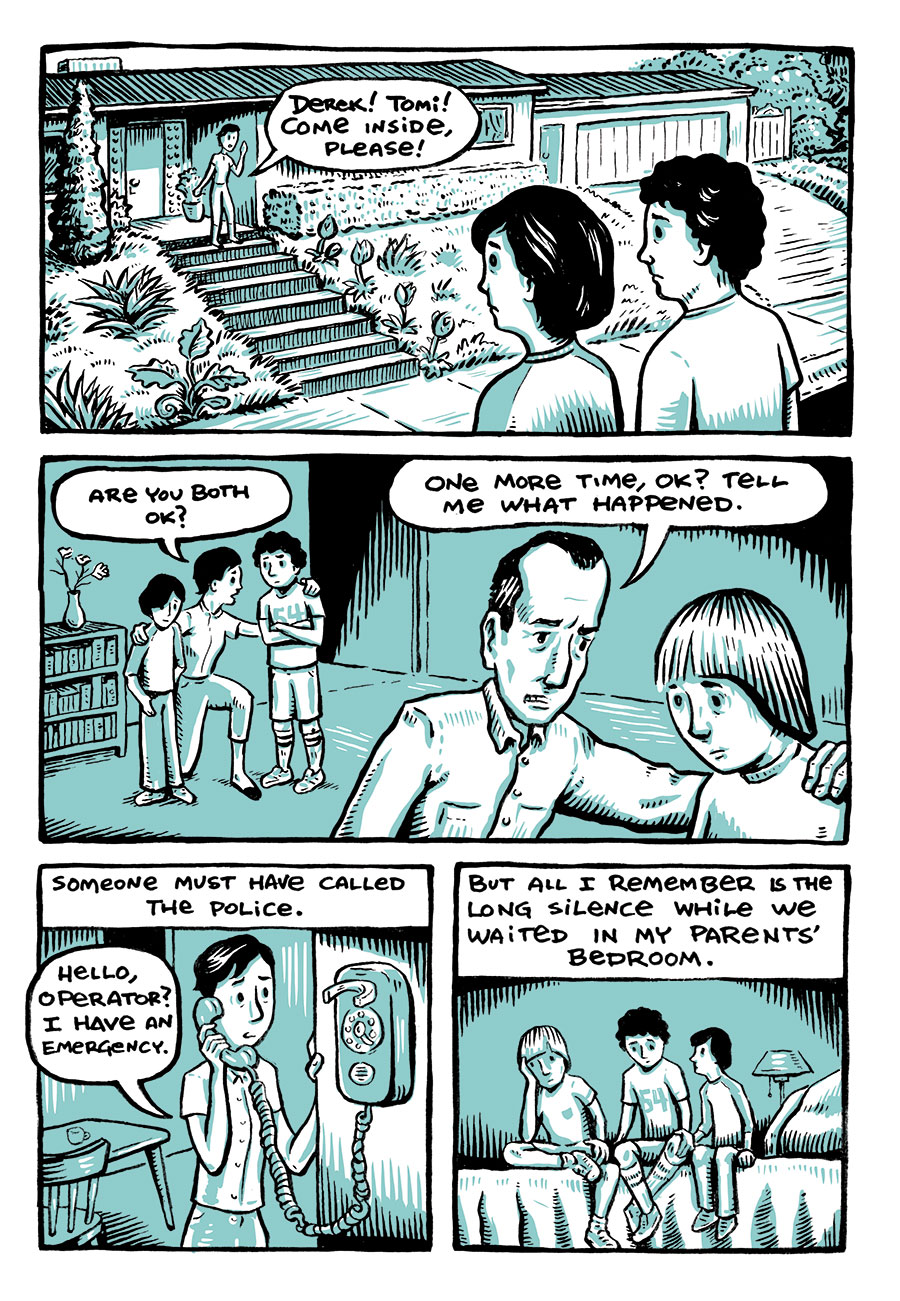 DEREK! TOMI!
COME INSIDE,
PLEASE!
ARE YOU BOTH
OK?
ONE MORE TIME, OK? TELL
ME WHAT HAPPENED.
54
SOMEONE MUST HAVE CALLED
THE POLICE.
HELLO,
OPERATOR?
I HAVE AN
EMERGENCY.
BUT ALL I REMEMBER IS THE
LONG SILENCE WHILE WE
WAITED IN MY PARENTS'
BEDROOM.
54